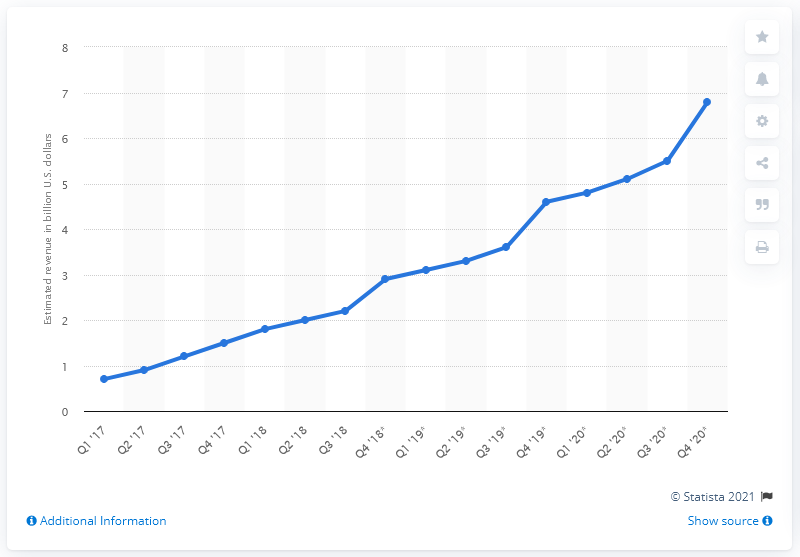 8
7
6
5
4
3
2
1
0
Estimated revenue in billion U.S. dollars
Q1 '17
Q2 '17
Q3 '17
Q4 '17
Q1 '18
Q2 '18
Q3 '18
Q4 '18*
Q1 '19*
Q2 '19*
Q3 '19*
Q4 '19*
Q1 '20*
Q2 '20*
Q3 '20*
Q4 '20*
© Statista 2021
Additional Information
Show source